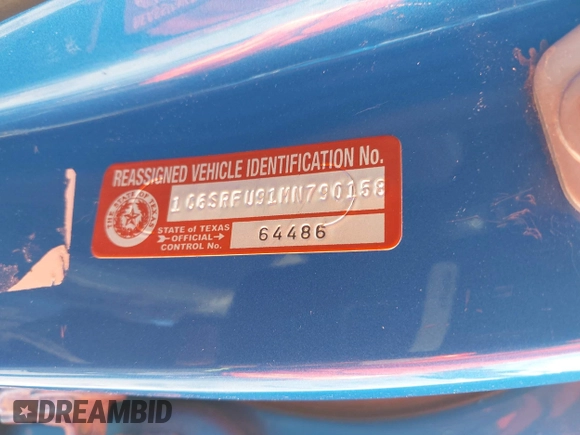 REASSIGNED VEHICLE IDENTIFICATION No.
1C6SRFU91MN790158
THE STATE OF TEXAS
STATE of TEXAS
OFFICIAL
CONTROL No.
64486
DREAMBID